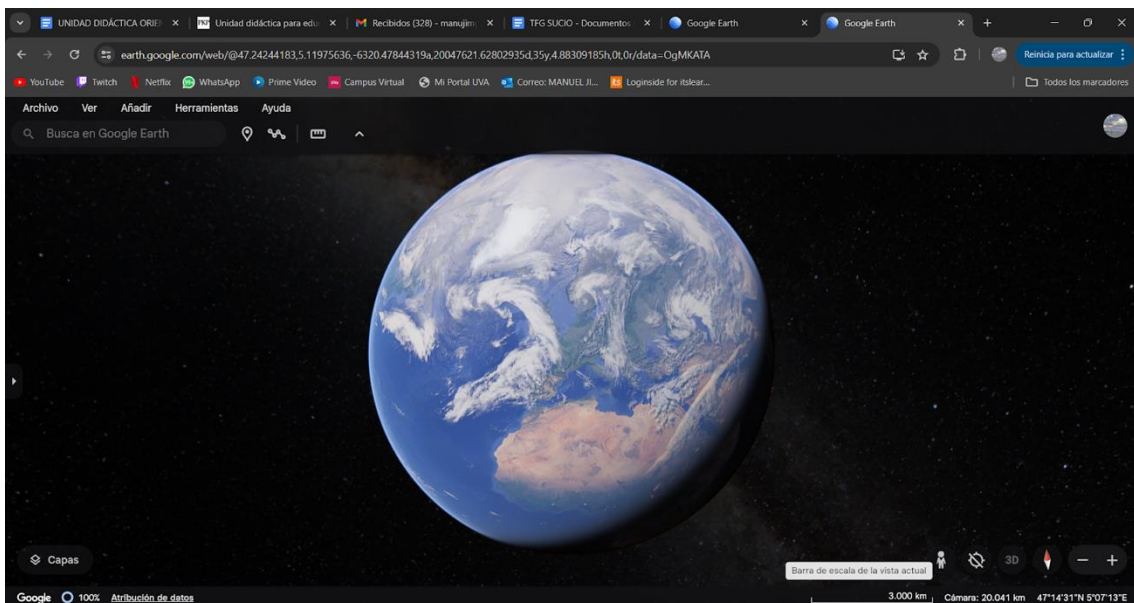 UNIDAD DIDÁCTICA ORIE
Unidad didáctica para edu
Recibidos (328) - manujim
TFG SUCIO - Documentos
Google Earth
Google Earth
earth.google.com/web/@47.24244183,5.11975636,-6320.47844319a,20047621.62802935d,35y,4.88309185h,0t,0r/data=OgMKATA
Reinicia para actualizar
YouTube Twitch Netflix WhatsApp Prime Video Campus Virtual Mi Portal UVA Correo: MANUEL JI... Loginside for itslear... Todos los marcadores
Archivo Ver Añadir Herramientas Ayuda
Busca en Google Earth
Capas
3D
Barra de escala de la vista actual
Google 100% Atribución de datos 3.000 km Cámara: 20.041 km 47°14'31"N 5°07'13"E